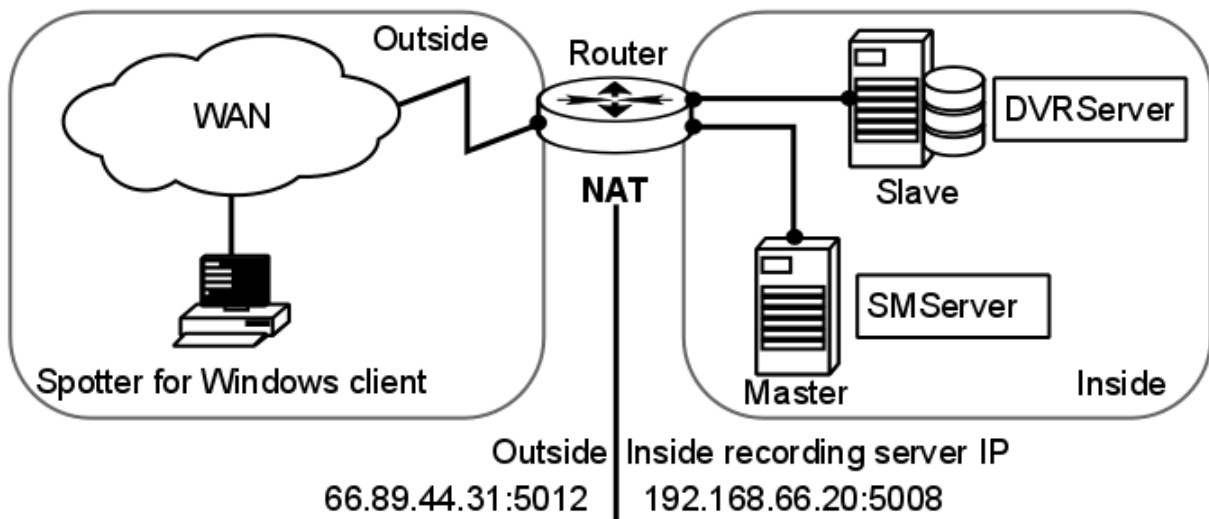 Outside
Router
WAN
DVRServer
NAT
Slave
SMServer
Spotter for Windows client
Master
Inside
Outside
Inside recording server IP
66.89.44.31:5012
192.168.66.20:5008